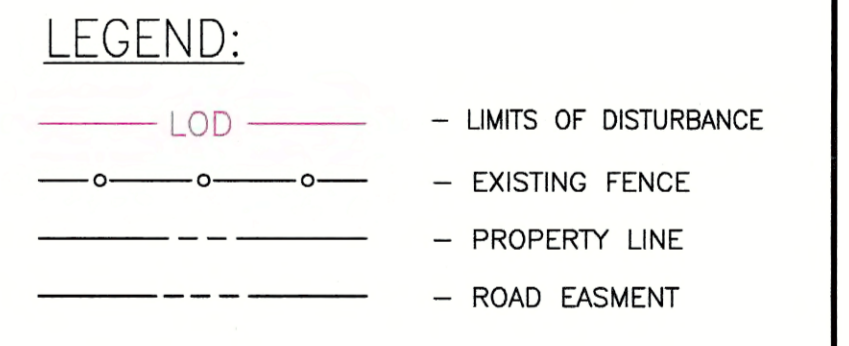 LEGEND:
LOD – LIMITS OF DISTURBANCE
– EXISTING FENCE
– PROPERTY LINE
– ROAD EASMENT